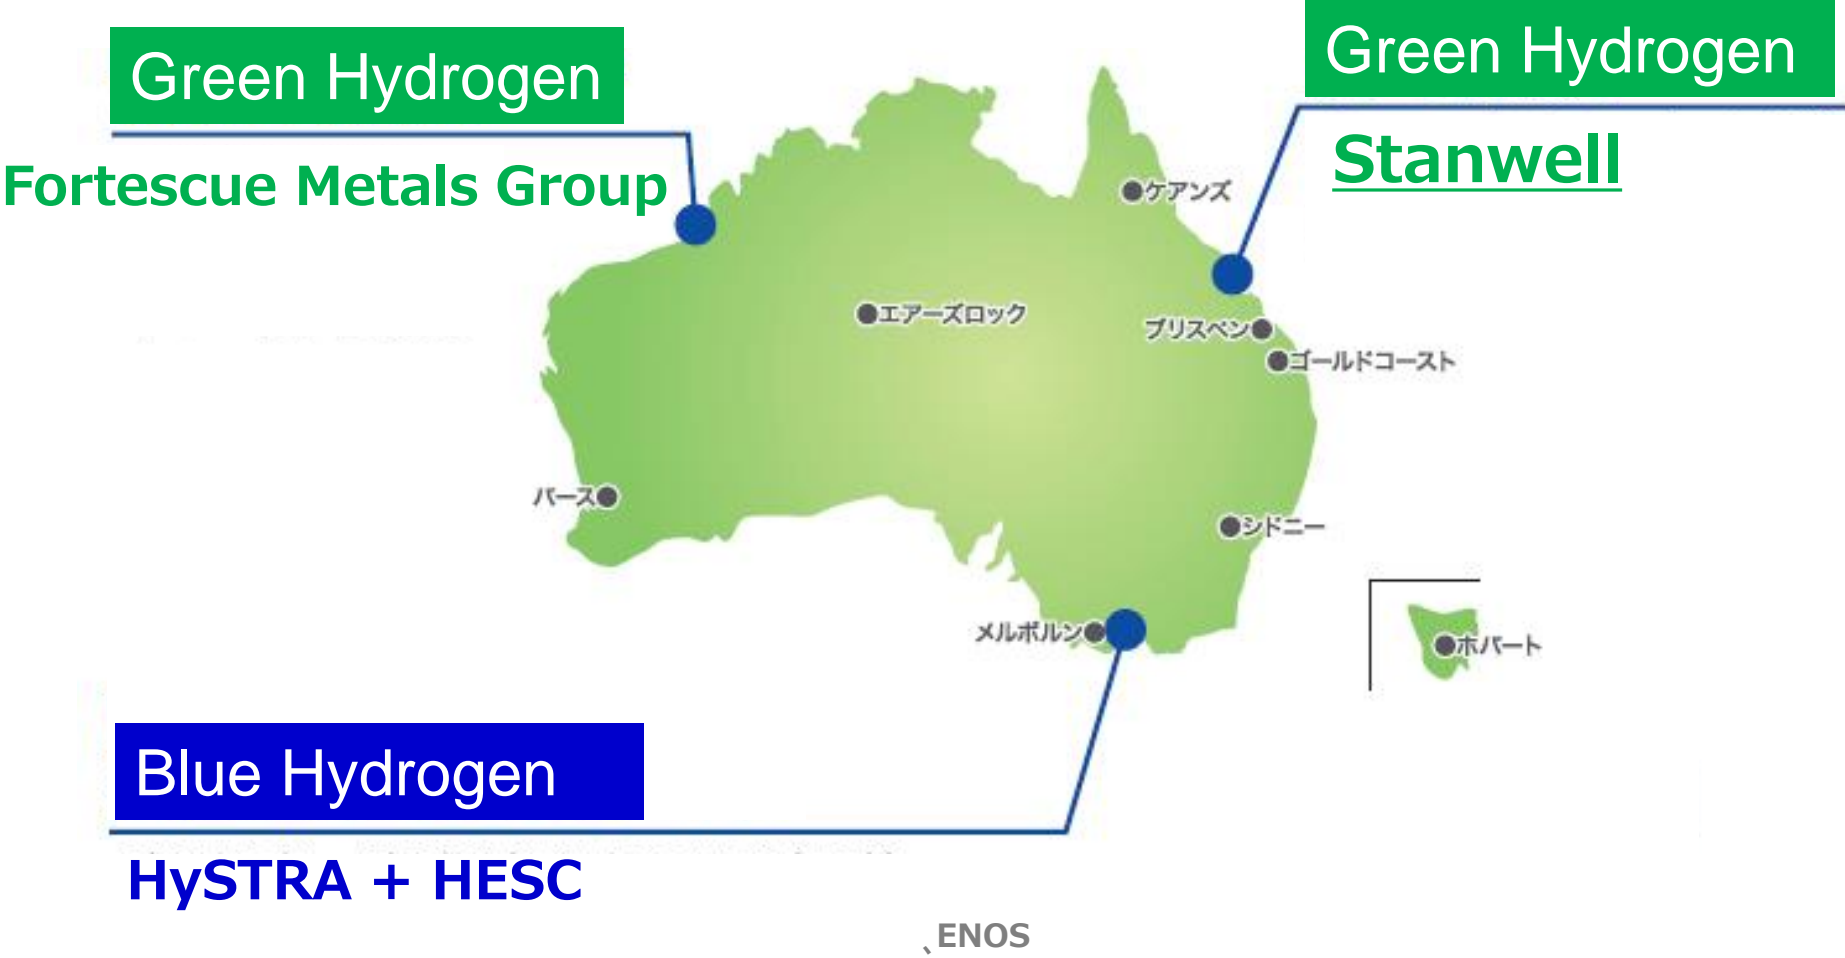 Green Hydrogen
Green Hydrogen
Fortescue Metals Group
Stanwell
●ケアンズ
●エアーズロック
ブリスベン●
●ゴールドコースト
パース●
●シドニー
メルボルン●
●ホバート
Blue Hydrogen
HySTRA + HESC
、ENOS